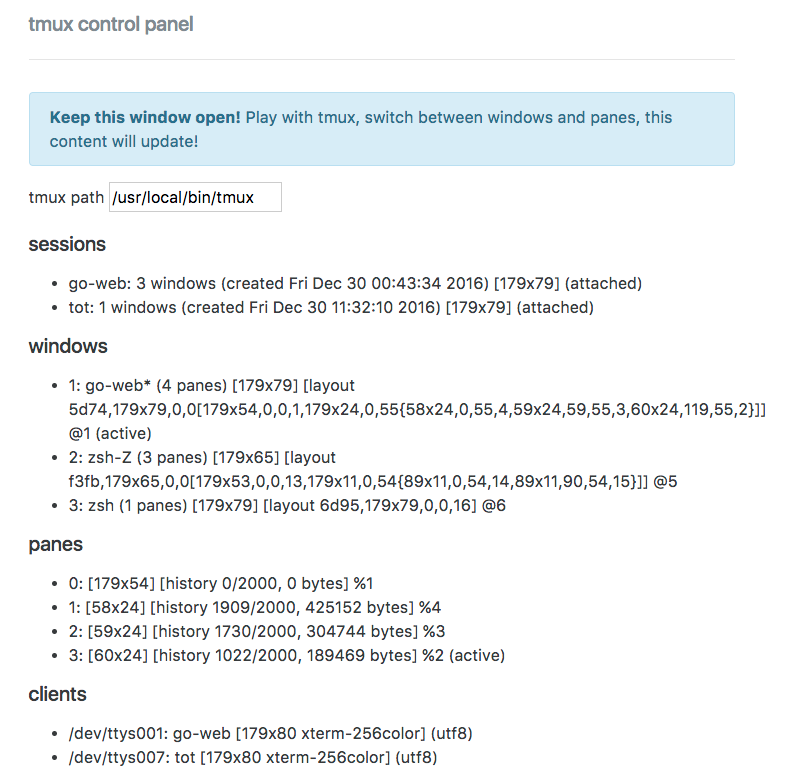 tmux control panel
Keep this window open! Play with tmux, switch between windows and panes, this
content will update!
tmux path /usr/local/bin/tmux
sessions
• go-web: 3 windows (created Fri Dec 30 00:43:34 2016) [179x79] (attached)
• tot: 1 windows (created Fri Dec 30 11:32:10 2016) [179x79] (attached)
windows
• 1: go-web* (4 panes) [179x79] [layout
5d74,179x79,0,0[179x54,0,0,1,179x24,0,55{58x24,0,55,4,59x24,59,55,3,60x24,119,55,2}]]
@1 (active)
• 2: zsh-Z (3 panes) [179x65] [layout
f3fb,179x65,0,0[179x53,0,0,13,179x11,0,54{89x11,0,54,14,89x11,90,54,15}]] @5
• 3: zsh (1 panes) [179x79] [layout 6d95,179x79,0,0,16] @6
panes
• 0: [179x54] [history 0/2000, 0 bytes] %1
• 1: [58x24] [history 1909/2000, 425152 bytes] %4
• 2: [59x24] [history 1730/2000, 304744 bytes] %3
• 3: [60x24] [history 1022/2000, 189469 bytes] %2 (active)
clients
• /dev/ttys001: go-web [179x80 xterm-256color] (utf8)
• /dev/ttys007: tot [179x80 xterm-256color] (utf8)